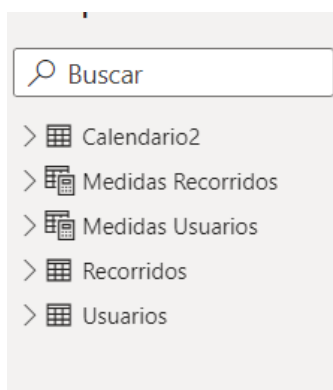 Buscar
Calendario2
Medidas Recorridos
Medidas Usuarios
Recorridos
Usuarios